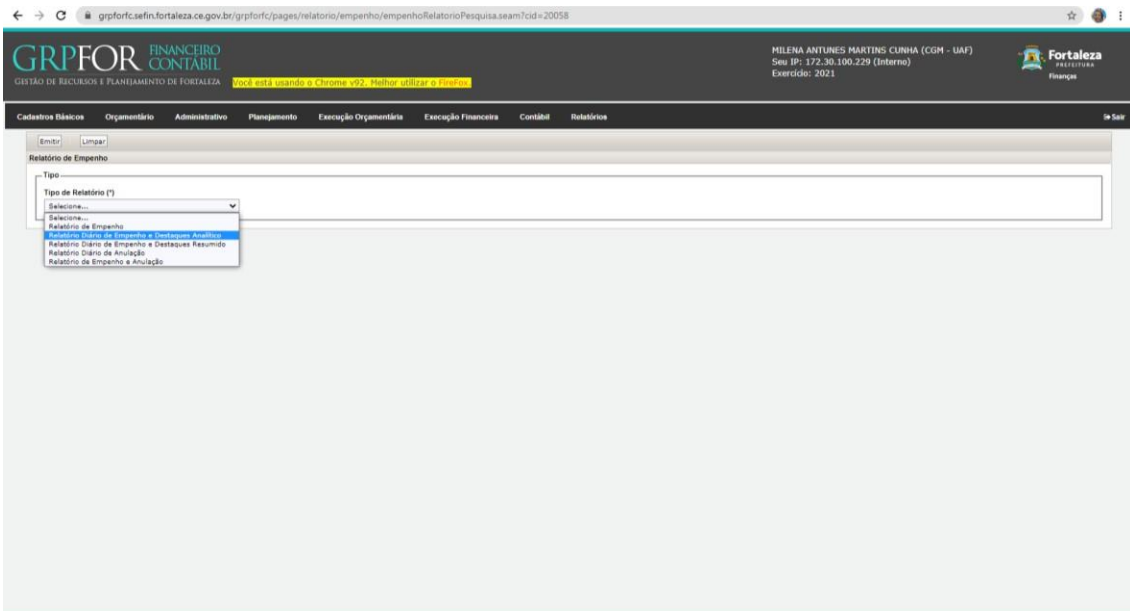 grpforfc.sefin.fortaleza.ce.gov.br/grpforfc/pages/relatorio/empenho/empenhoRelatorioPesquisa.seam?cid=20058
GRPFOR FINANCEIRO CONTÁBIL
GESTÃO DE RECURSOS E PLANEJAMENTO DE FORTALEZA
Você está usando o Chrome v92. Melhor utilizar o FireFox.
MILENA ANTUNES MARTINS CUNHA (CGM - UAF)
Seu IP: 172.30.100.229 (Interno)
Exercício: 2021
Fortaleza
PREFEITURA
Finanças
Cadastros Básicos Orçamentário Administrativo Planejamento Execução Orçamentária Execução Financeira Contábil Relatórios Sair
Emitir Limpar
Relatório de Empenho
Tipo
Tipo de Relatório (*)
Selecione...
Selecione...
Relatório de Empenho
Relatório Diário de Empenho e Destaques Analítico
Relatório Diário de Empenho e Destaques Resumido
Relatório Diário de Anulação
Relatório de Empenho e Anulação